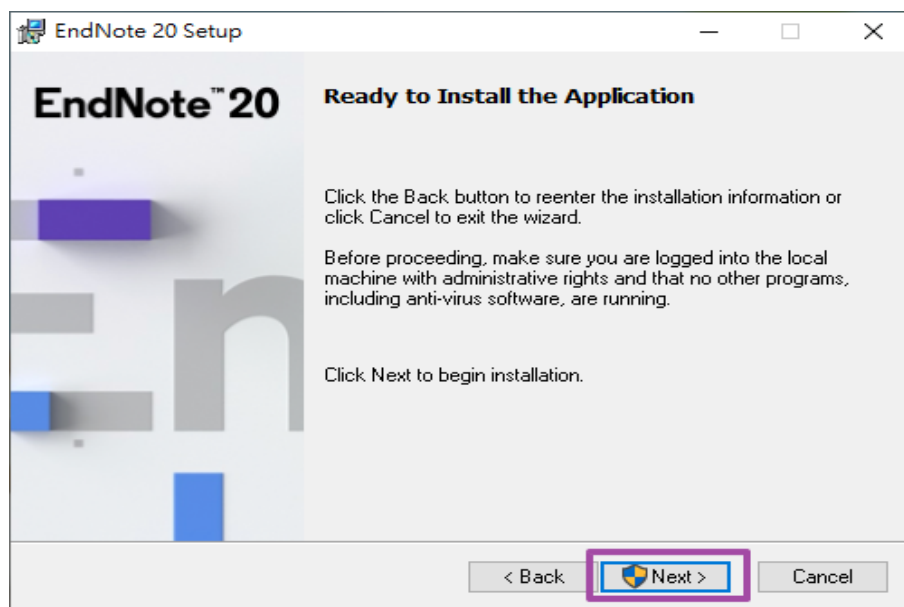 EndNote 20 Setup
EndNote™20
Ready to Install the Application
Click the Back button to reenter the installation information or
click Cancel to exit the wizard.
Before proceeding, make sure you are logged into the local
machine with administrative rights and that no other programs,
including anti-virus software, are running.
Click Next to begin installation.
En
< Back
Next >
Cancel